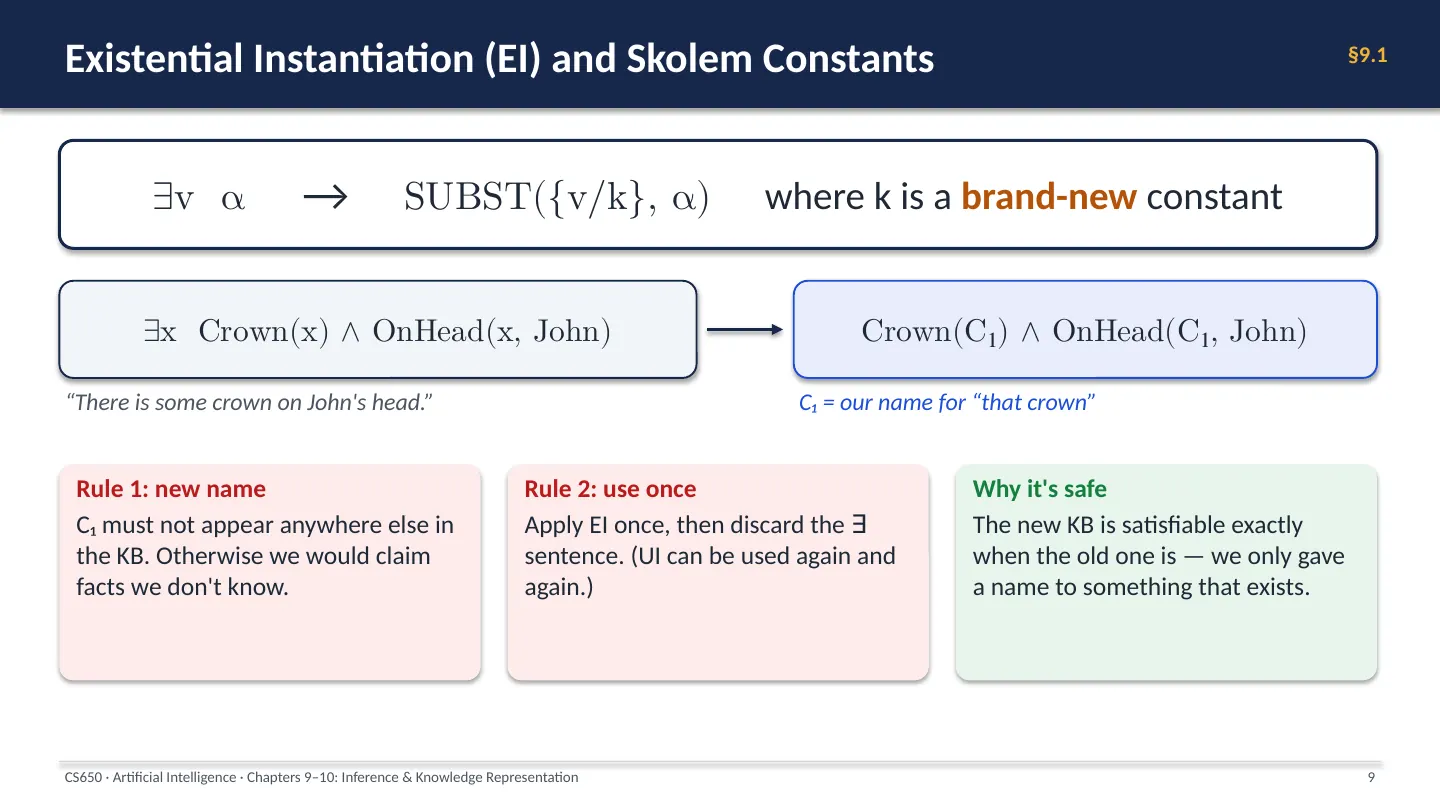 Existential Instantiation (EI) and Skolem Constants
§9.1
∃v α → SUBST({v/k}, α) where k is a brand-new constant
∃x Crown(x) ∧ OnHead(x, John)
Crown(C₁) ∧ OnHead(C₁, John)
“There is some crown on John's head.”
C₁ = our name for “that crown”
Rule 1: new name
C₁ must not appear anywhere else in
the KB. Otherwise we would claim
facts we don't know.
Rule 2: use once
Apply EI once, then discard the ∃
sentence. (UI can be used again and
again.)
Why it's safe
The new KB is satisfiable exactly
when the old one is — we only gave
a name to something that exists.
CS650 · Artificial Intelligence · Chapters 9–10: Inference & Knowledge Representation
9